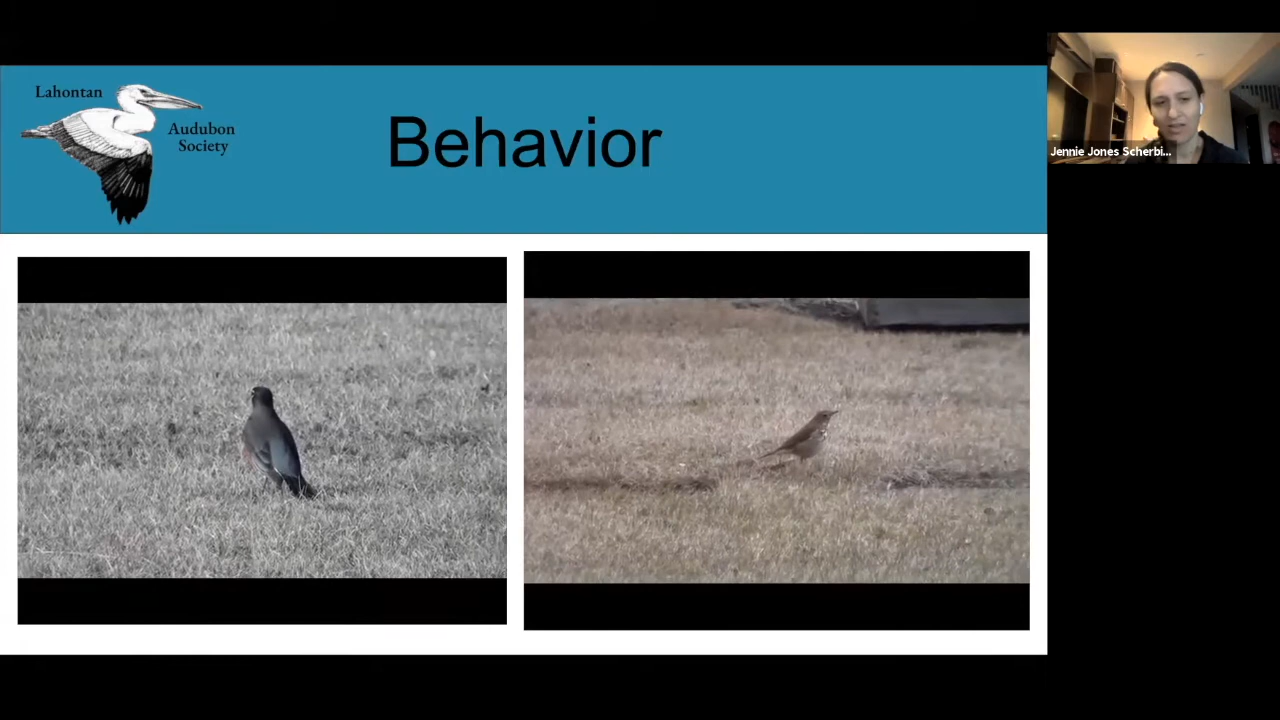 Lahontan
Audubon
Society
Behavior
Jennie Jones Scherbi...